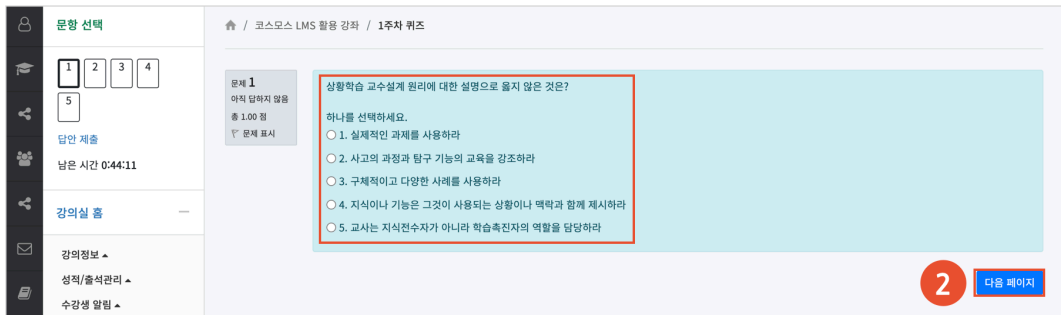 문항 선택
1 2 3 4
5
답안 제출
남은 시간 0:44:11
강의실 홈
강의정보
성적/출석관리
수강생 알림
/ 코스모스 LMS 활용 강좌 / 1주차 퀴즈
문제 1
아직 답하지 않음
총 1.00 점
문제 표시
상황학습 교수설계 원리에 대한 설명으로 옳지 않은 것은?
하나를 선택하세요.
1. 실제적인 과제를 사용하라
2. 사고의 과정과 탐구 기능의 교육을 강조하라
3. 구체적이고 다양한 사례를 사용하라
4. 지식이나 기능은 그것이 사용되는 상황이나 맥락과 함께 제시하라
5. 교사는 지식전수자가 아니라 학습촉진자의 역할을 담당하라
2 다음 페이지